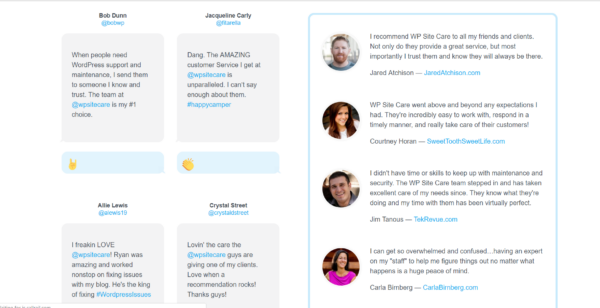 Bob Dunn
@bobwp
When people need
WordPress support and
maintenance, I send them
to someone I know and
trust. The team at
@wpsitecare is my #1
choice.
Jacqueline Carly
@fitarella
Dang. The AMAZING
customer Service I get at
@wpsitecare is
unparalleled. I can't say
enough about them.
#happycamper
Allie Lewis
@alewis19
I freakin LOVE
@wpsitecare! Ryan was
amazing and worked
nonstop on fixing issues
with my blog. He's the king
of fixing #WordpressIssues
Crystal Street
@crystaldstreet
Lovin' the care the
@wpsitecare guys are
giving one of my clients.
Love when a
recommendation rocks!
Thanks guys!
I recommend WP Site Care to all my friends and clients.
Not only do they provide a great service, but most
importantly I trust them and know they will always be there.
Jared Atchison — JaredAtchison.com
WP Site Care went above and beyond any expectations I
had. They're incredibly easy to work with, respond in a
timely manner, and really take care of their customers!
Courtney Horan — SweetToothSweetLife.com
I didn't have time or skills to keep up with maintenance and
security. The WP Site Care team stepped in and has taken
excellent care of my needs since. They know what they're
doing and my time with them has been virtually perfect.
Jim Tanous — TekRevue.com
I can get so overwhelmed and confused...having an expert
on my "staff" to help me figure things out no matter what
happens is a huge peace of mind.
Carla Birnberg — CarlaBirnberg.com